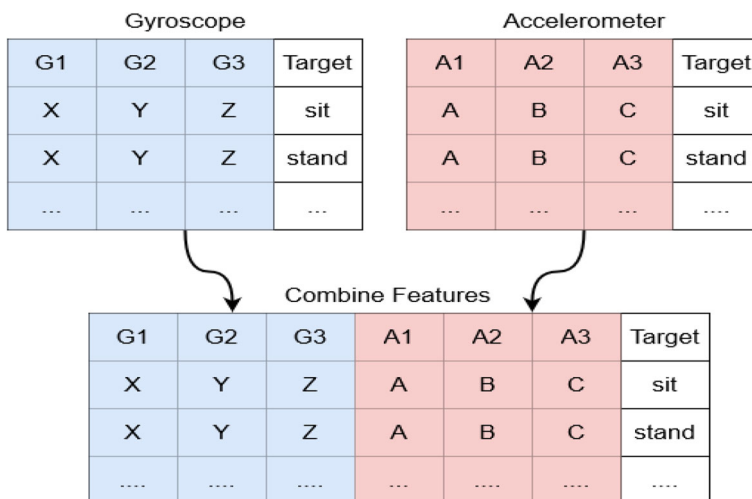 Gyroscope
G1 G2 G3 Target
X Y Z sit
X Y Z stand
... ... ... ...
Accelerometer
A1 A2 A3 Target
A B C sit
A B C stand
... ... ... ....
Combine Features
G1 G2 G3 A1 A2 A3 Target
X Y Z A B C sit
X Y Z A B C stand
.... .... .... ... .... .... ....